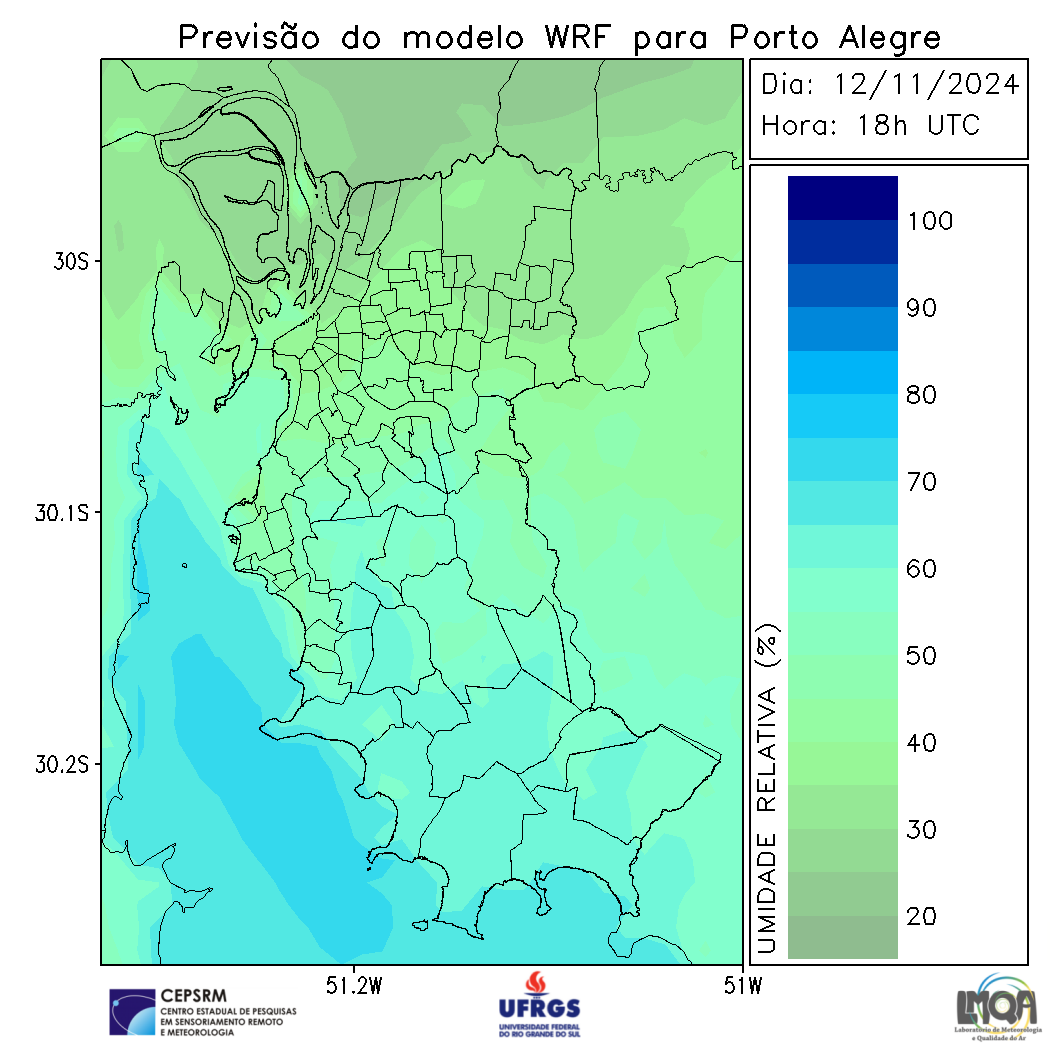 Previsão do modelo WRF para Porto Alegre
Dia: 12/11/2024
Hora: 18h UTC
30S
30.1S
30.2S
51.2W
51W
100
90
80
70
60
50
40
30
20
UMIDADE RELATIVA (%)
CEPSRM
CENTRO ESTADUAL DE PESQUISAS
EM SENSORIAMENTO REMOTO
E METEOROLOGIA
UFRGS
UNIVERSIDADE FEDERAL
DO RIO GRANDE DO SUL
LMQA
Laboratório de Meteorologia
e Qualidade do Ar